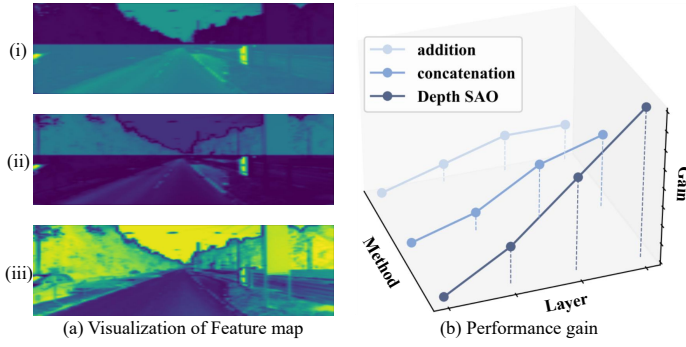 (i)
(ii)
(iii)
(a) Visualization of Feature map
addition
concatenation
Depth SAO
Method
Layer
Gain
(b) Performance gain